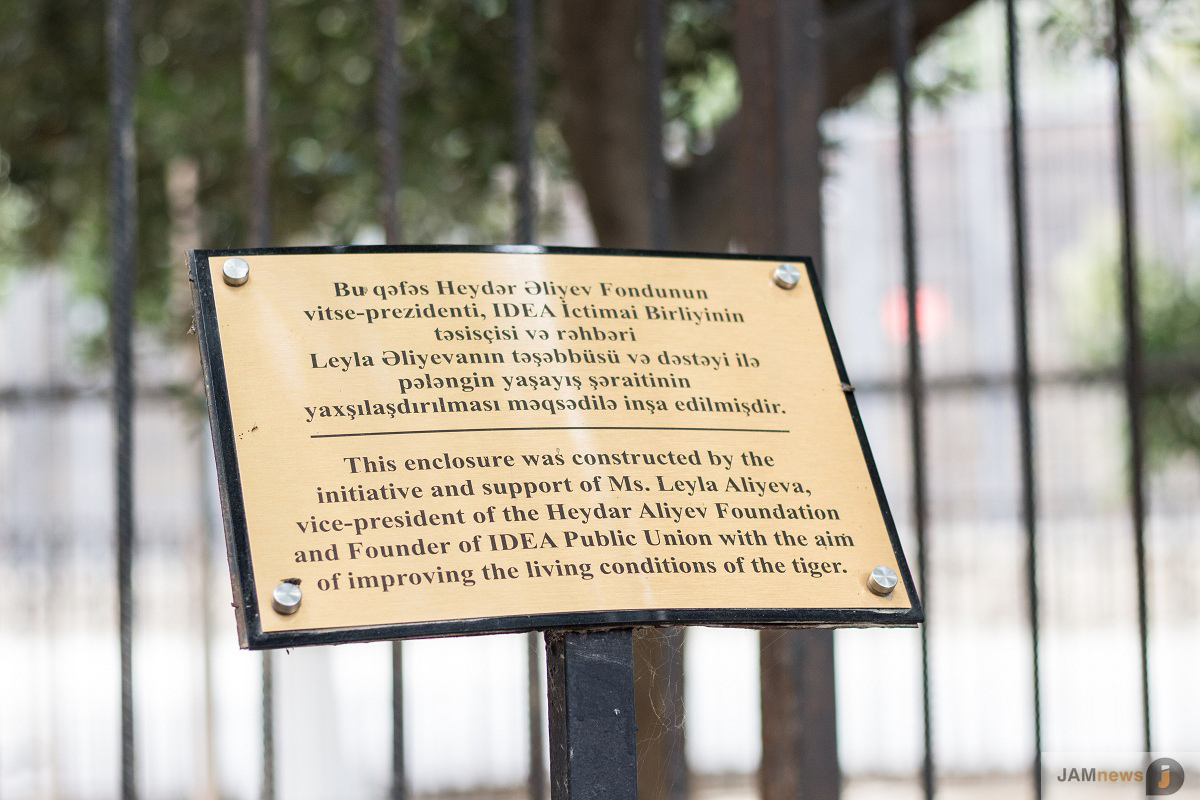 Bu qəfəs Heydər Əliyev Fondunun
vitse-prezidenti, IDEA İctimai Birliyinin
təsisçisi və rəhbəri
Leyla Əliyevanın təşəbbüsü və dəstəyi ilə
pələngin yaşayış şəraitinin
yaxşılaşdırılması məqsədilə inşa edilmişdir.
This enclosure was constructed by the
initiative and support of Ms. Leyla Aliyeva,
vice-president of the Heydar Aliyev Foundation
and Founder of IDEA Public Union with the aim
of improving the living conditions of the tiger.
JAMnews j